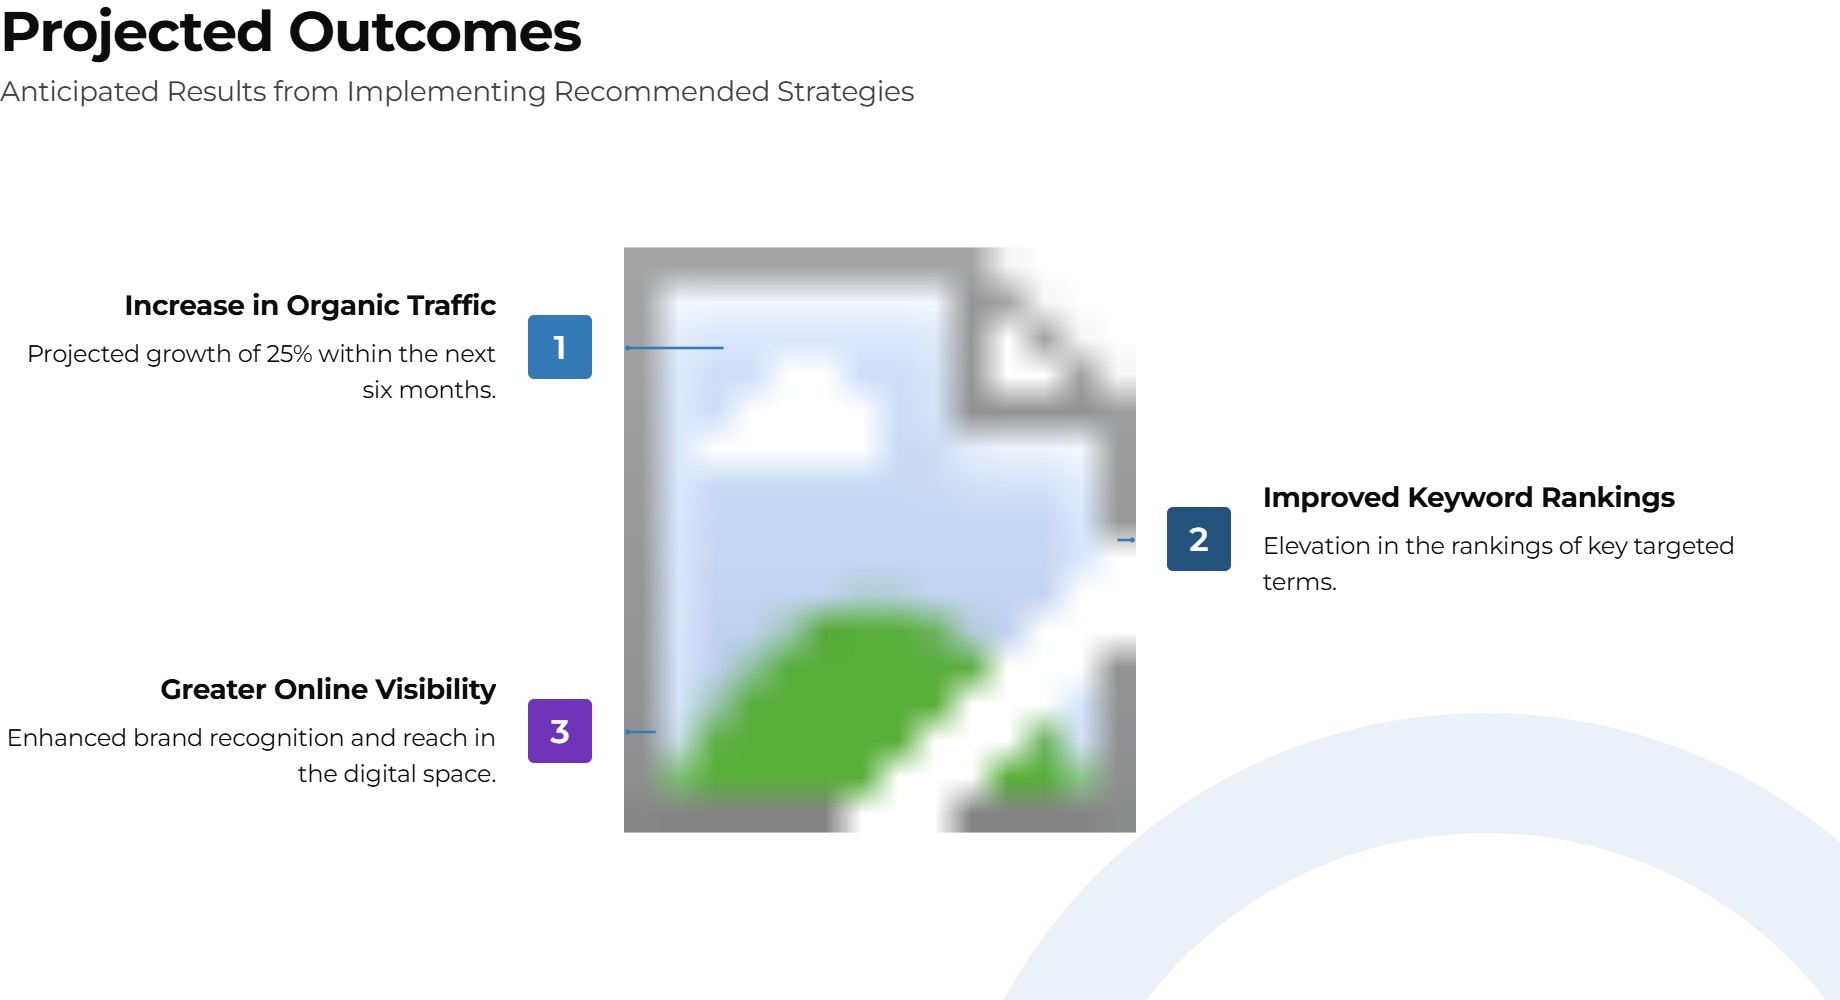 Projected Outcomes
Anticipated Results from Implementing Recommended Strategies
Increase in Organic Traffic
Projected growth of 25% within the next
six months.
1
2
Improved Keyword Rankings
Elevation in the rankings of key targeted
terms.
Greater Online Visibility
Enhanced brand recognition and reach in
the digital space.
3